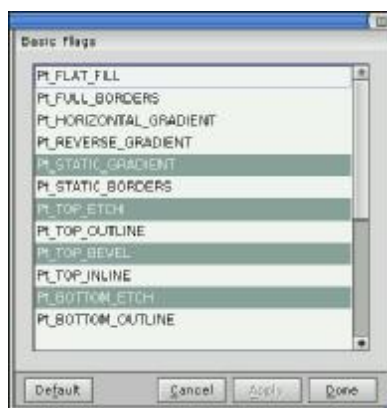 Basic Flags
Pt_FLAT_FILL
Pt_FULL_BORDERS
Pt_HORIZONTAL_GRADIENT
Pt_REVERSE_GRADIENT
Pt_STATIC_GRADIENT
Pt_STATIC_BORDERS
Pt_TOP_ETCH
Pt_TOP_OUTLINE
Pt_TOP_BEVEL
Pt_TOP_INLINE
Pt_BOTTOM_ETCH
Pt_BOTTOM_OUTLINE
Default Cancel Apply Done